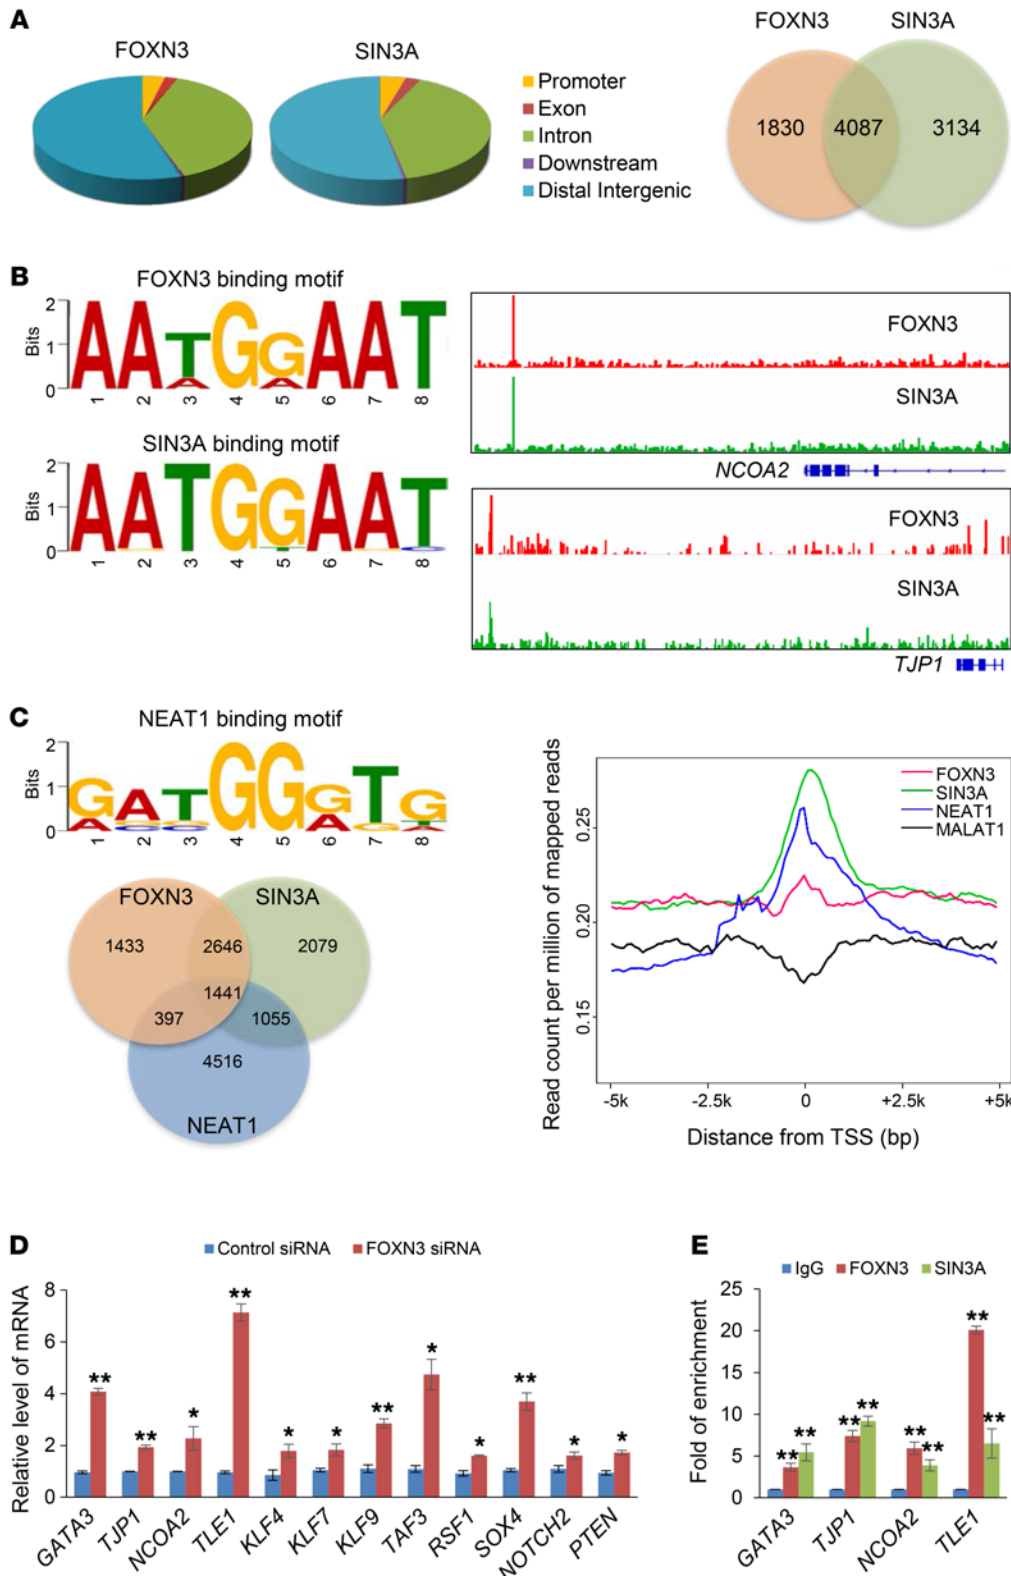 A
FOXN3
SIN3A
Promoter
Exon
Intron
Downstream
Distal Intergenic
FOXN3
SIN3A
1830
4087
3134
B
FOXN3 binding motif
Bits
2
1
0
AATGGAAT
A A
1 2 3 4 5 6 7 8
SIN3A binding motif
Bits
2
1
0
AATGGAAT
1 2 3 4 5 6 7 8
FOXN3
SIN3A
NCOA2
FOXN3
SIN3A
TJP1
C
NEAT1 binding motif
Bits
2
1
0
GATGGGTG
1 2 3 4 5 6 7 8
FOXN3
SIN3A
1433
2646
2079
1441
397
1055
4516
NEAT1
Read count per million of mapped reads
0.25
0.20
0.15
FOXN3
SIN3A
NEAT1
MALAT1
-5k
-2.5k
0
+2.5k
+5k
Distance from TSS (bp)
D
Control siRNA
FOXN3 siRNA
Relative level of mRNA
8
6
4
2
0
** ** * ** * * ** * * ** * *
GATA3
TJP1
NCOA2
TLE1
KLF4
KLF7
KLF9
TAF3
RSF1
SOX4
NOTCH2
PTEN
E
IgG
FOXN3
SIN3A
Fold of enrichment
25
20
15
10
5
0
** ** ** ** ** ** **
GATA3
TJP1
NCOA2
TLE1